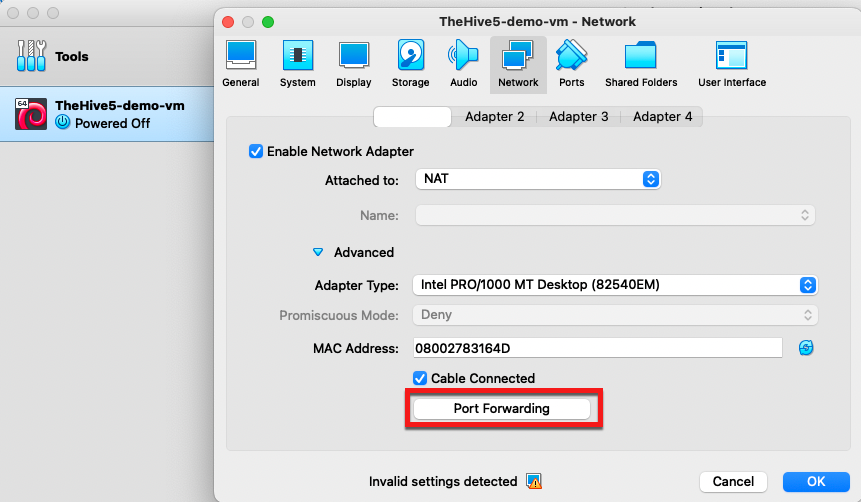 TheHive5-demo-vm - Network
Tools
64
TheHive5-demo-vm
Powered Off
General System Display Storage Audio Network Ports Shared Folders User Interface
Adapter 2 Adapter 3 Adapter 4
Enable Network Adapter
Attached to: NAT
Name:
Advanced
Adapter Type: Intel PRO/1000 MT Desktop (82540EM)
Promiscuous Mode: Deny
MAC Address: 08002783164D
Cable Connected
Port Forwarding
Invalid settings detected Cancel OK